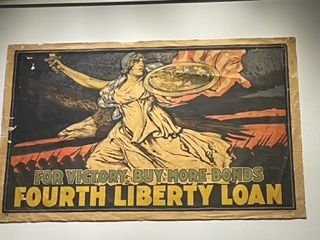 FOR VICTORY, BUY MORE BONDS
FOURTH LIBERTY LOAN